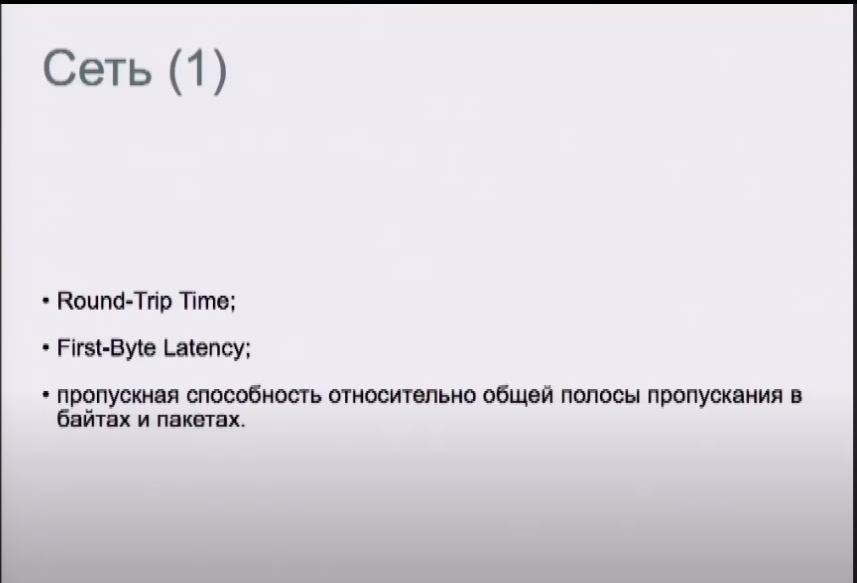 Сеть (1)
• Round-Trip Time;
• First-Byte Latency;
• пропускная способность относительно общей полосы пропускания в
байтах и пакетах.